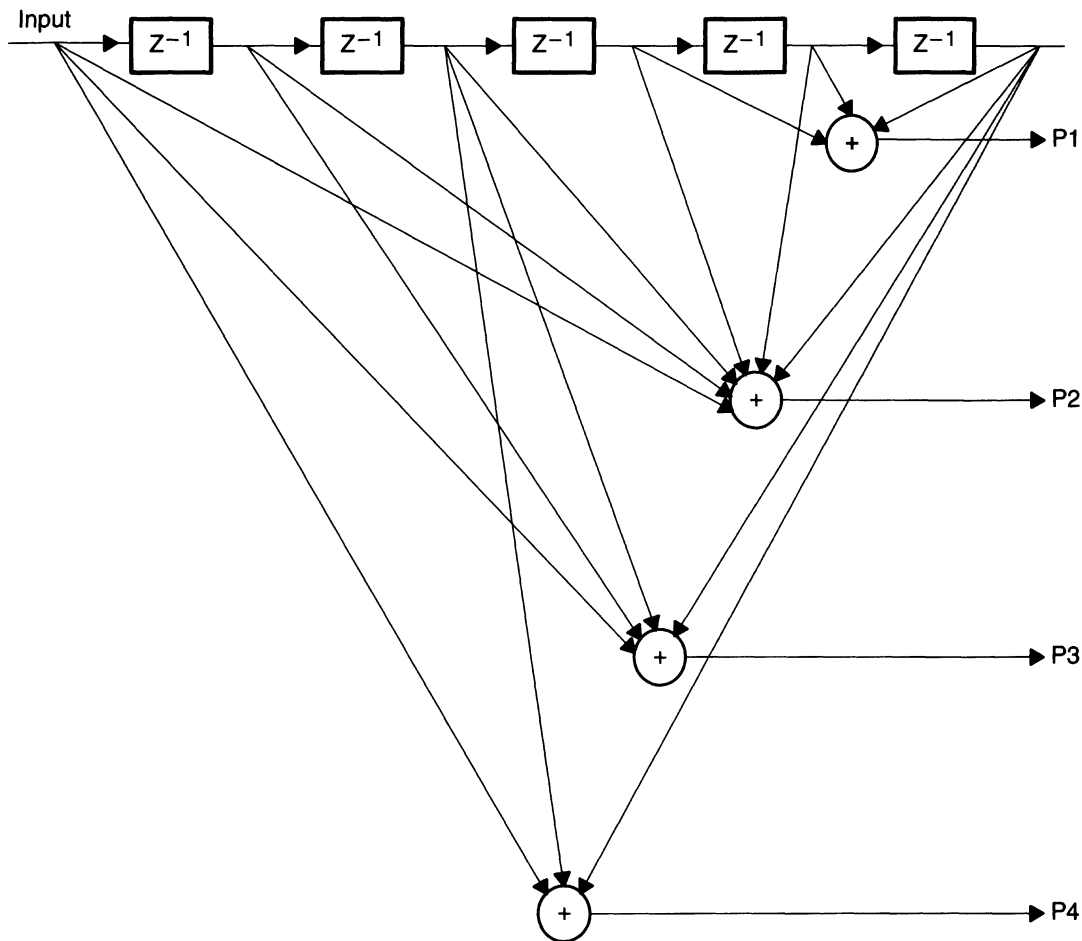 Input
Z⁻¹ Z⁻¹ Z⁻¹ Z⁻¹ Z⁻¹
+ P1
+ P2
+ P3
+ P4